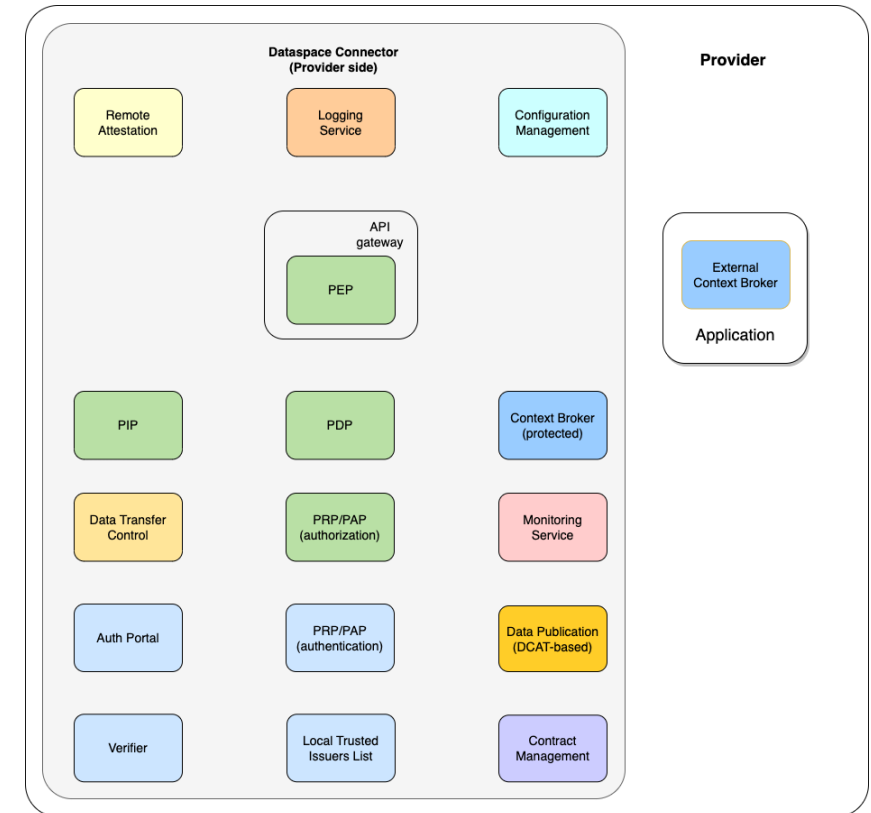 Dataspace Connector
(Provider side)
Provider
Remote
Attestation
Logging
Service
Configuration
Management
API
gateway
PEP
External
Context Broker
Application
PIP
PDP
Context Broker
(protected)
Data Transfer
Control
PRP/PAP
(authorization)
Monitoring
Service
Auth Portal
PRP/PAP
(authentication)
Data Publication
(DCAT-based)
Verifier
Local Trusted
Issuers List
Contract
Management